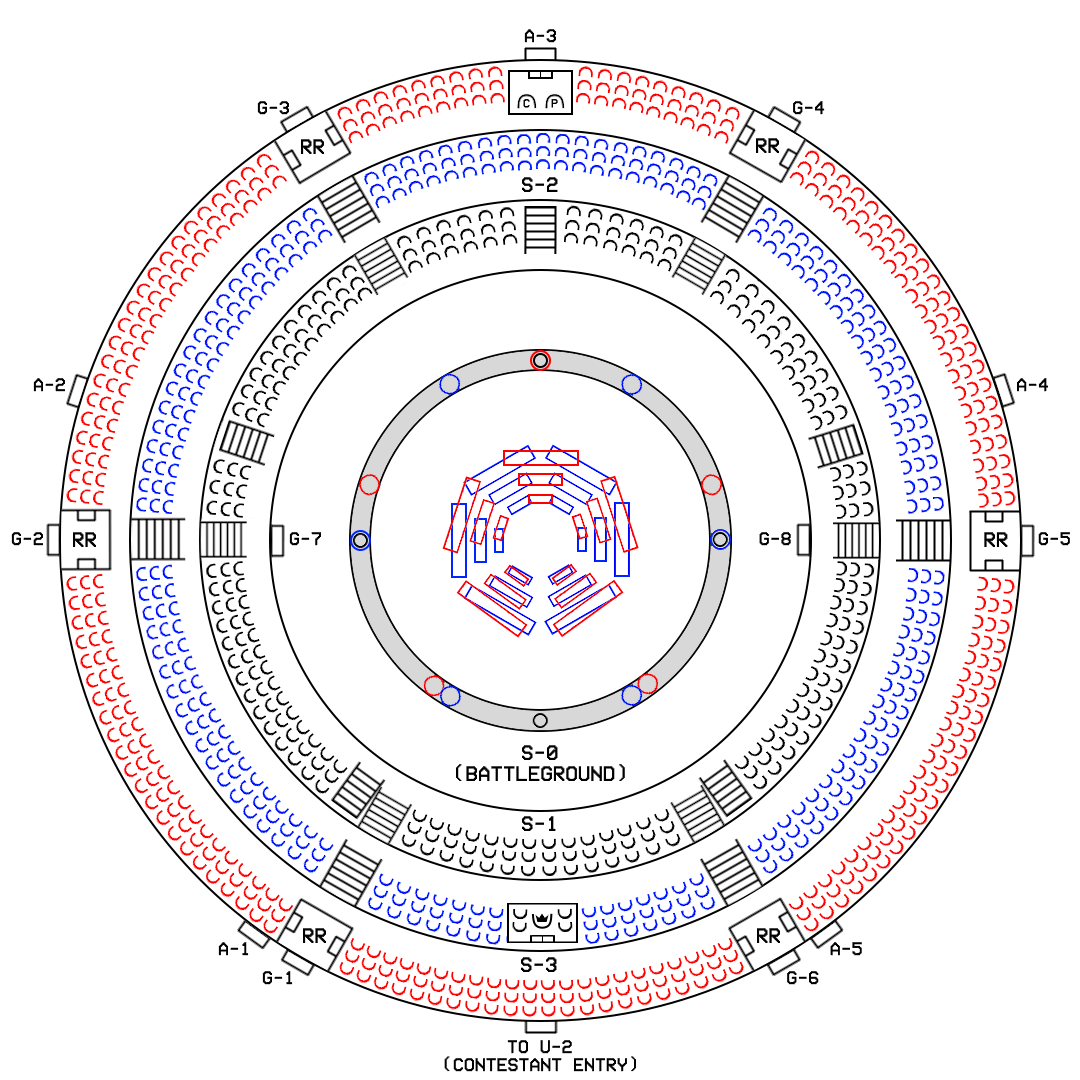 A-3
C P
G-3
G-4
RR
RR
S-2
A-2
A-4
G-2
RR
G-7
G-8
RR
G-5
S-0
(BATTLEGROUND)
S-1
RR
RR
A-1
A-5
G-1
S-3
G-6
TO U-2
(CONTESTANT ENTRY)